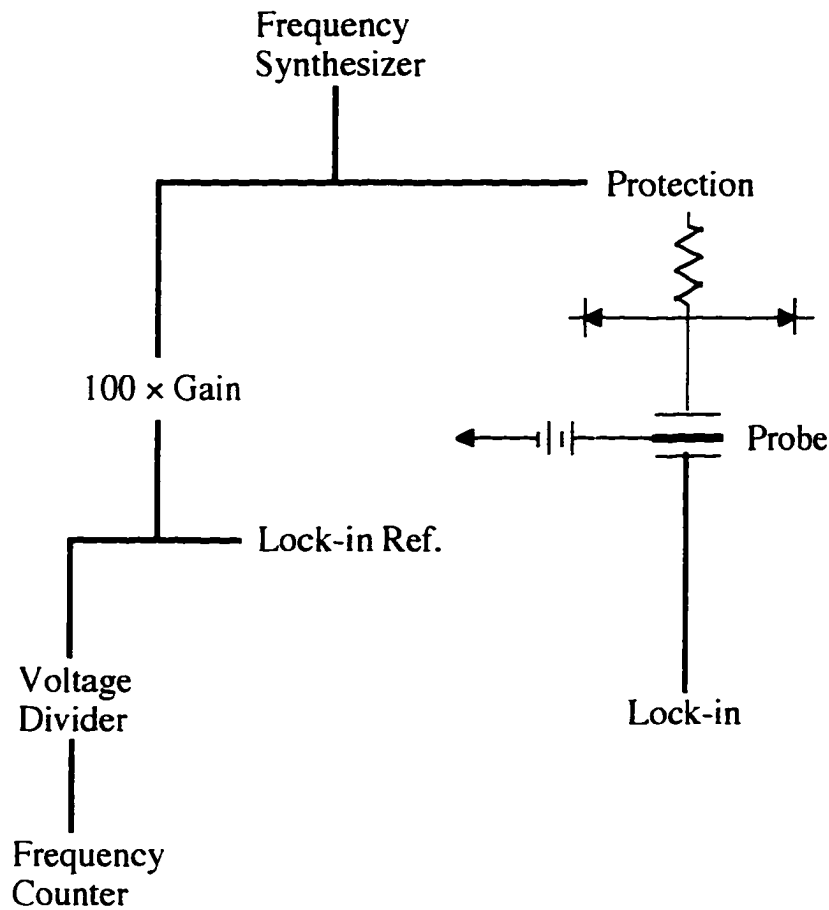 Frequency
Synthesizer
Protection
100 × Gain
Probe
Lock-in Ref.
Voltage
Divider
Lock-in
Frequency
Counter